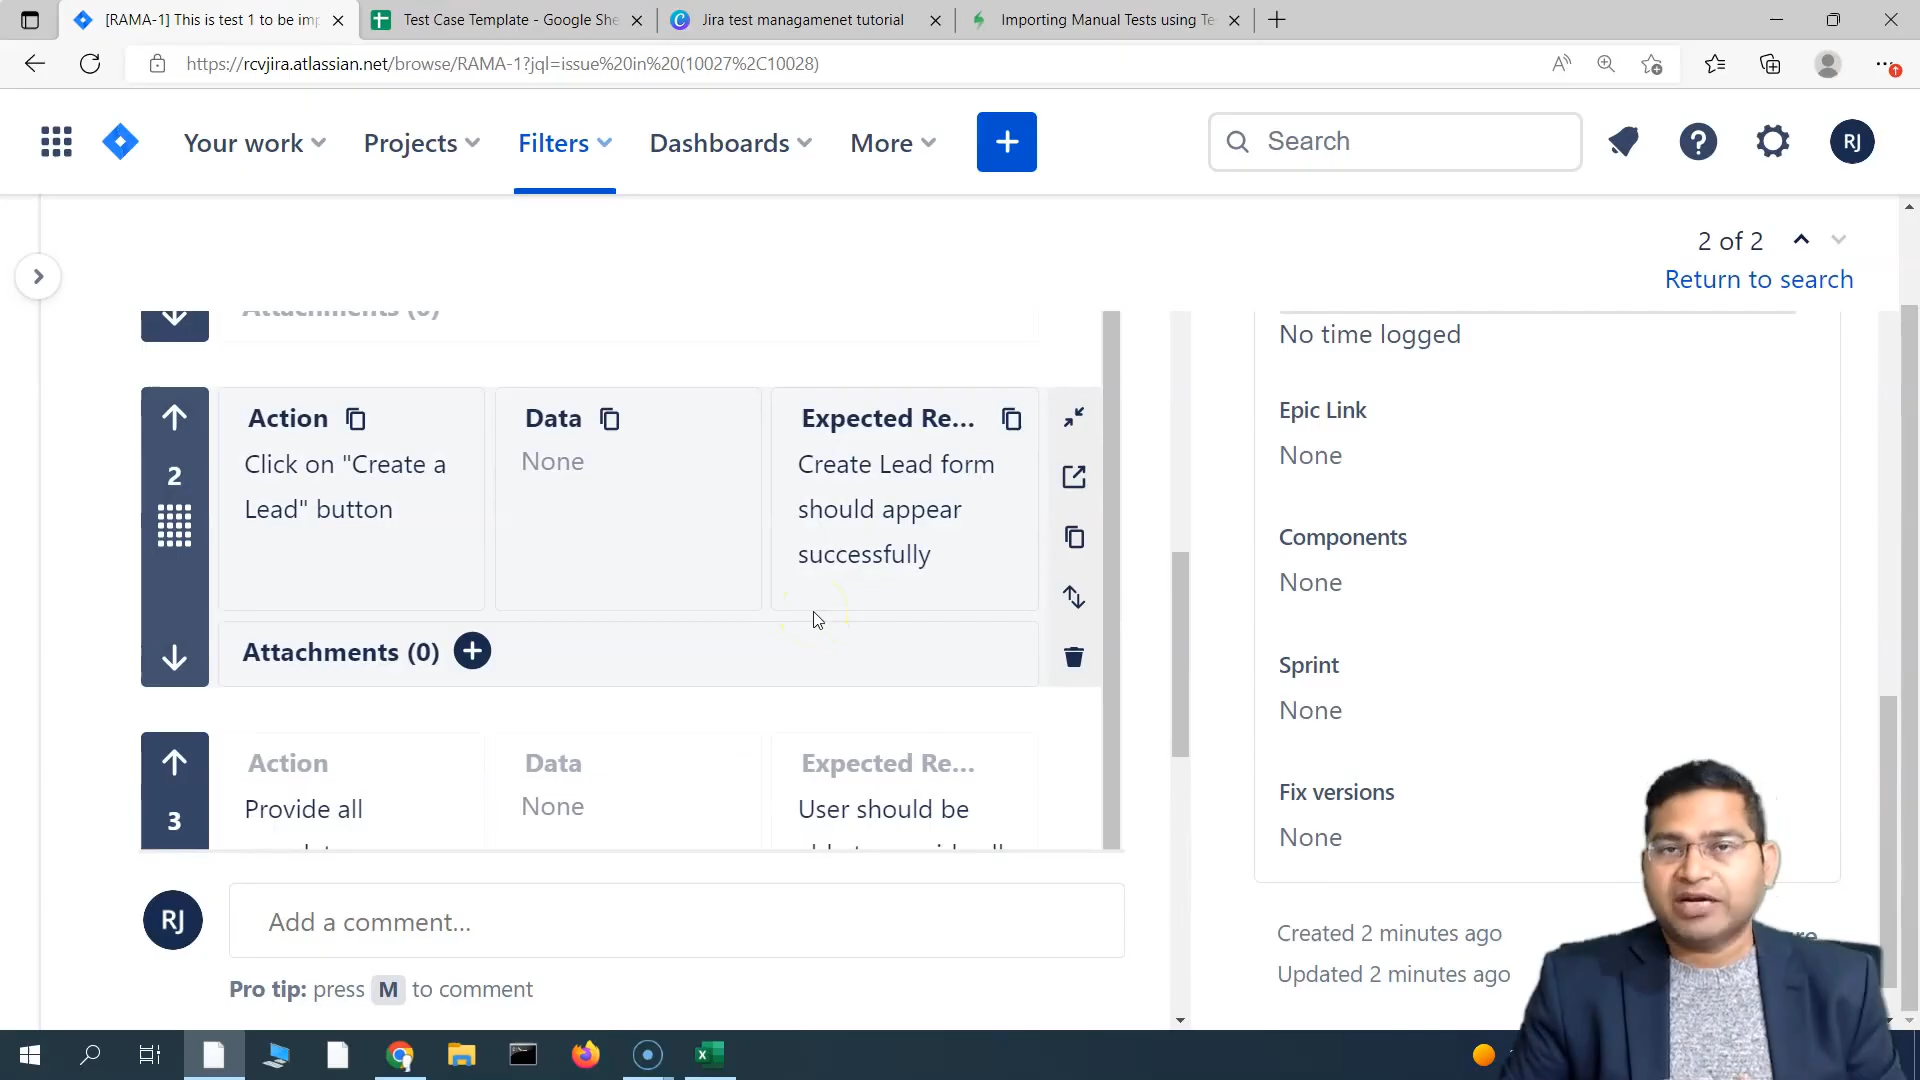 [RAMA-1] This is test 1 to be imp
Test Case Template - Google She
Jira test managamenet tutorial
Importing Manual Tests using Te
https://rcvjira.atlassian.net/browse/RAMA-1?jql=issue%20in%20(10027%2C10028)
Your work
Projects
Filters
Dashboards
More
Search
RJ
2 of 2
Return to search
Attachments (0)
No time logged
2
Action
Data
Expected Re...
Click on "Create a
Lead" button
None
Create Lead form
should appear
successfully
Attachments (0)
Epic Link
None
Components
None
Sprint
None
3
Action
Data
Expected Re...
Provide all
None
User should be
Fix versions
None
RJ
Add a comment...
Pro tip: press M to comment
Created 2 minutes ago
Updated 2 minutes ago